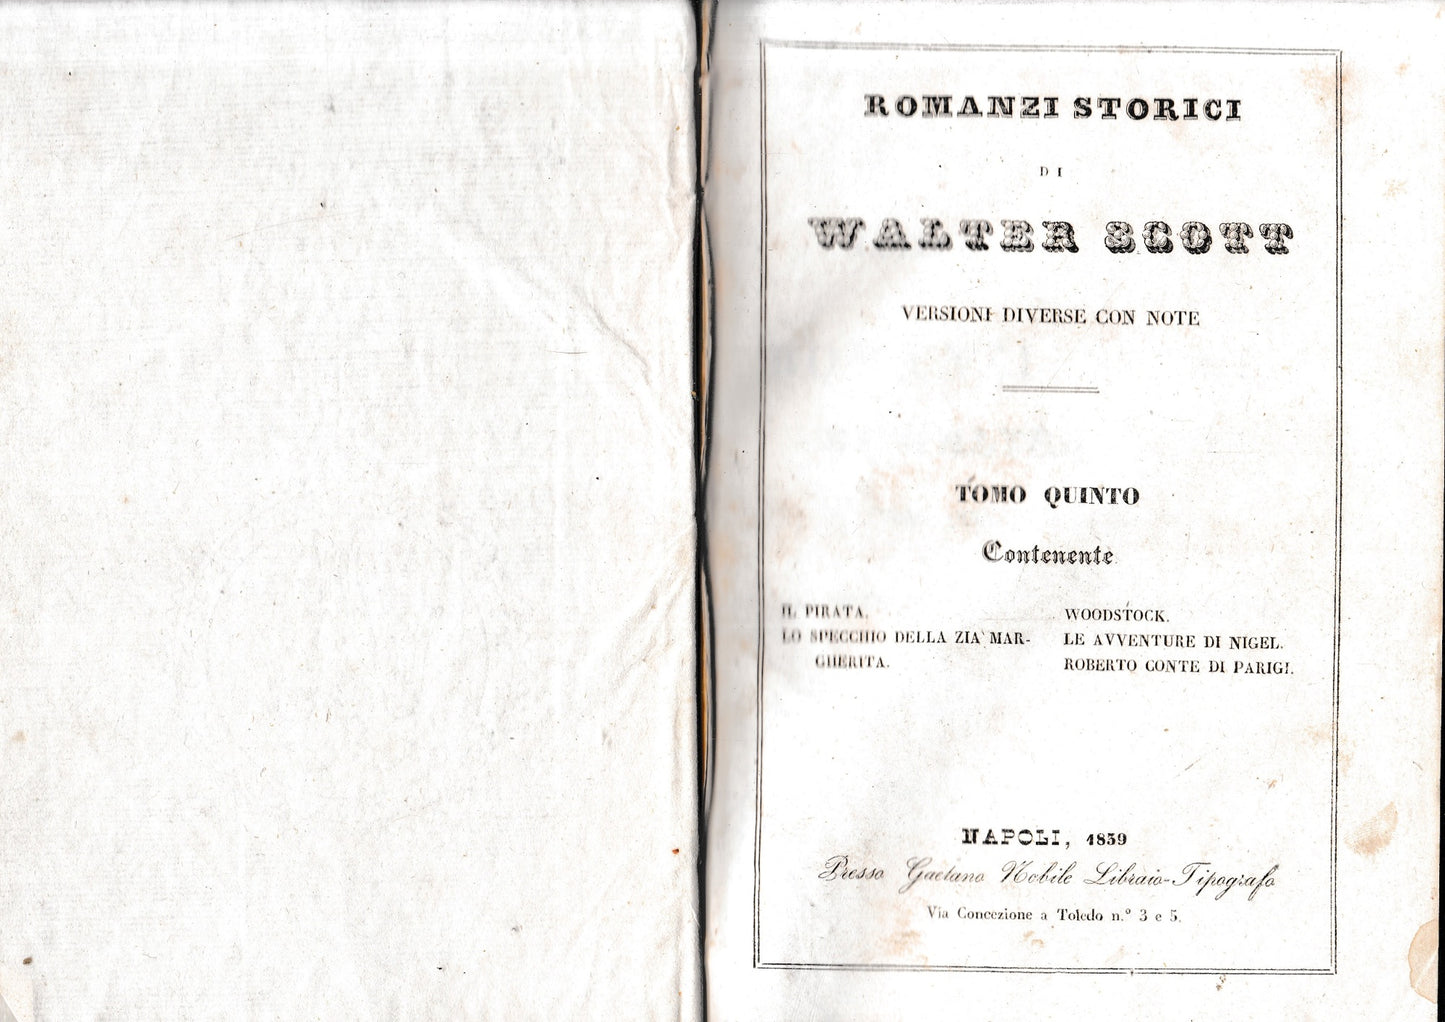 ROMANZI STORICI
DI
WALTER SCOTT
VERSIONI DIVERSE CON NOTE
TOMO QUINTO
Contenente
IL PIRATA.
LO SPECCHIO DELLA ZIA MAR-
GHERITA.
WOODSTOCK.
LE AVVENTURE DI NIGEL.
ROBERTO CONTE DI PARIGI.
NAPOLI, 1839
Presso Gaetano Nobile Libraio-Tipografo
Via Concezione a Toledo n.º 3 e 5.